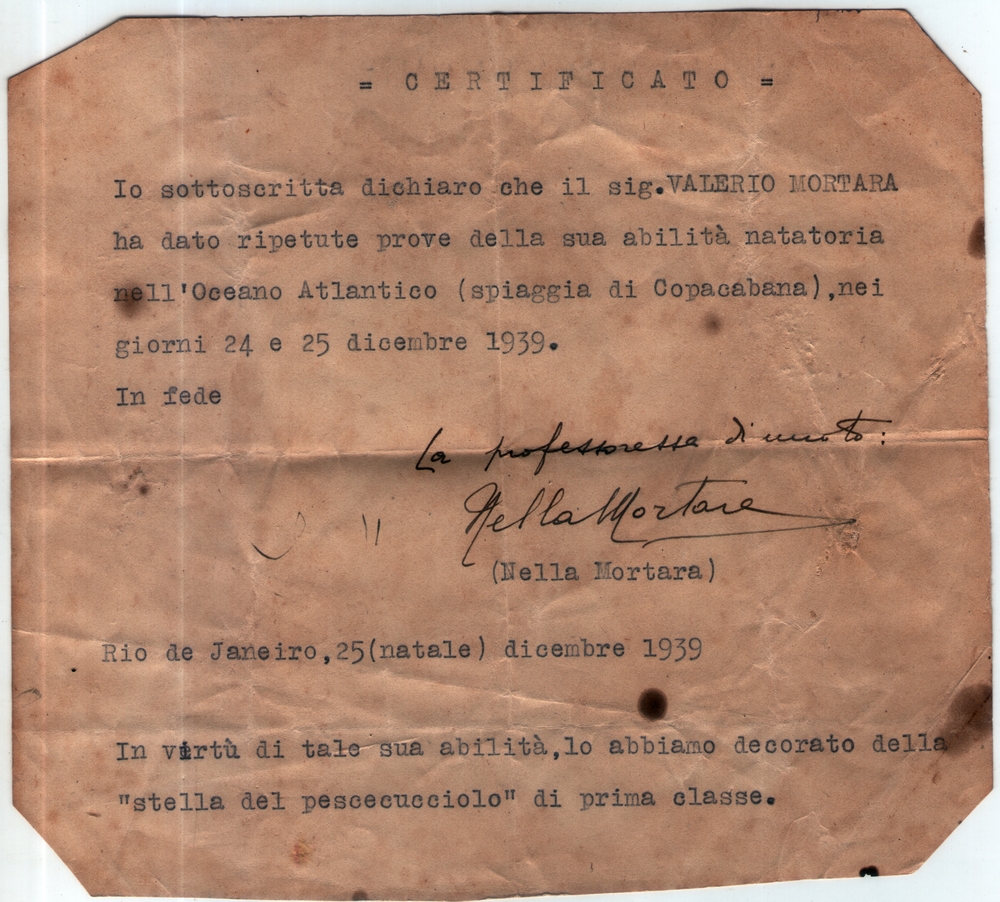 = CERTIFICATO =
Io sottoscritta dichiaro che il sig.VALERIO MORTARA
ha dato ripetute prove della sua abilità natatoria
nell'Oceano Atlantico (spiaggia di Copacabana),nei
giorni 24 e 25 dicembre 1939.
In fede
La professoressa di nuoto:
Nella Mortara
(Nella Mortara)
Rio de Janeiro,25(natale) dicembre 1939
In virtù di tale sua abilità,lo abbiamo decorato della
"stella del pescecucciolo" di prima classe.